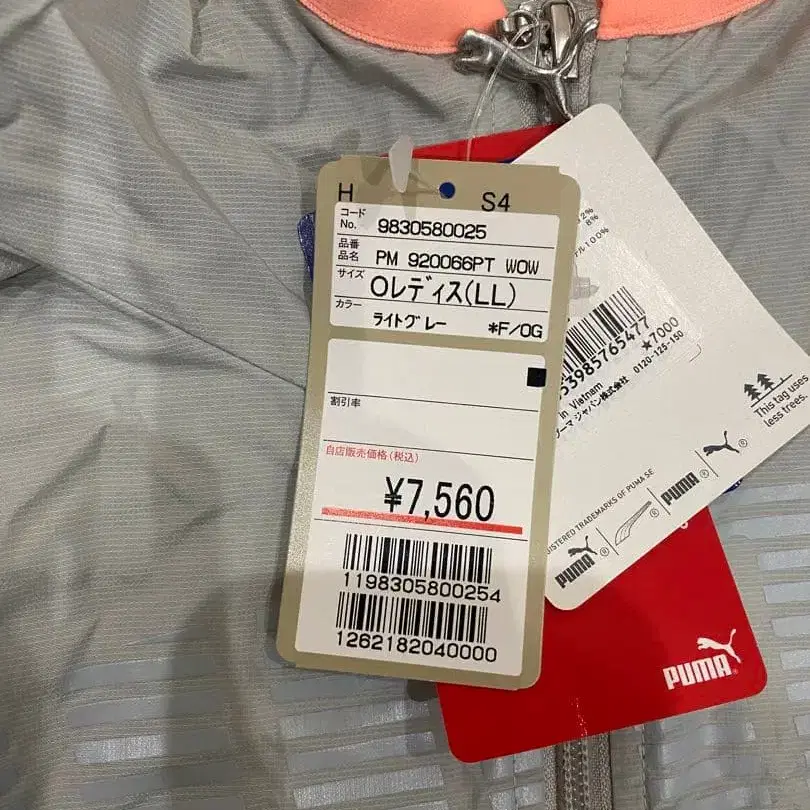 H S4
コード No. 9830580025
品番
品名 PM 920066PT WOW
サイズ Oレディス(LL)
カラー ライトグレー *F/OG
割引率
自店販売価格(税込)
¥7,560
1198305800254
1262182040000
2%
8%
100%
53985765477
★7000
in Vietnam
プーマ ジャパン株式会社 0120-125-150
This tag uses
less trees.
ISTERED TRADEMARKS OF PUMA SE
PUMA ® ® PUMA ® ®
PUMA